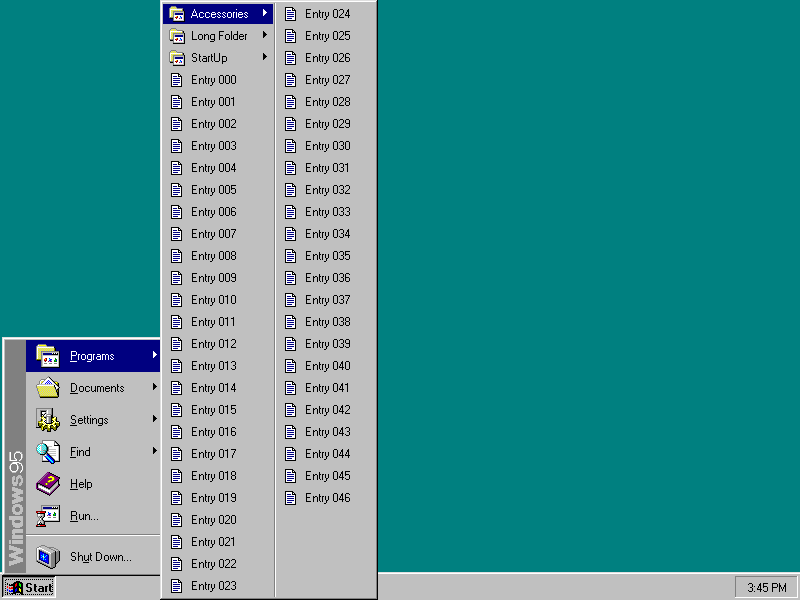 Accessories
Long Folder
StartUp
Entry 000
Entry 001
Entry 002
Entry 003
Entry 004
Entry 005
Entry 006
Entry 007
Entry 008
Entry 009
Entry 010
Entry 011
Entry 012
Entry 013
Entry 014
Entry 015
Entry 016
Entry 017
Entry 018
Entry 019
Entry 020
Entry 021
Entry 022
Entry 023
Entry 024
Entry 025
Entry 026
Entry 027
Entry 028
Entry 029
Entry 030
Entry 031
Entry 032
Entry 033
Entry 034
Entry 035
Entry 036
Entry 037
Entry 038
Entry 039
Entry 040
Entry 041
Entry 042
Entry 043
Entry 044
Entry 045
Entry 046
Windows95
Programs
Documents
Settings
Find
Help
Run...
Shut Down...
Start
3:45 PM